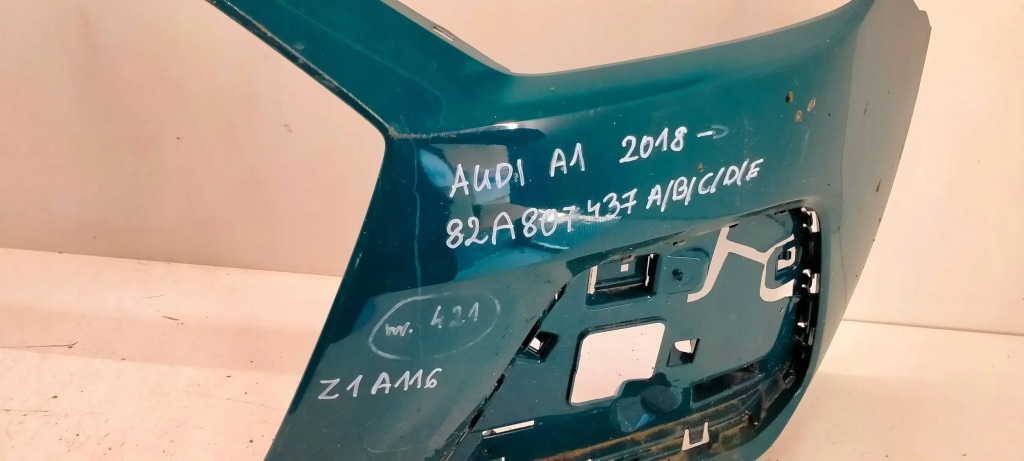 AUDI A1 2018 ->
82A807437 A/B/C/D/E
nr. 421
Z1A116